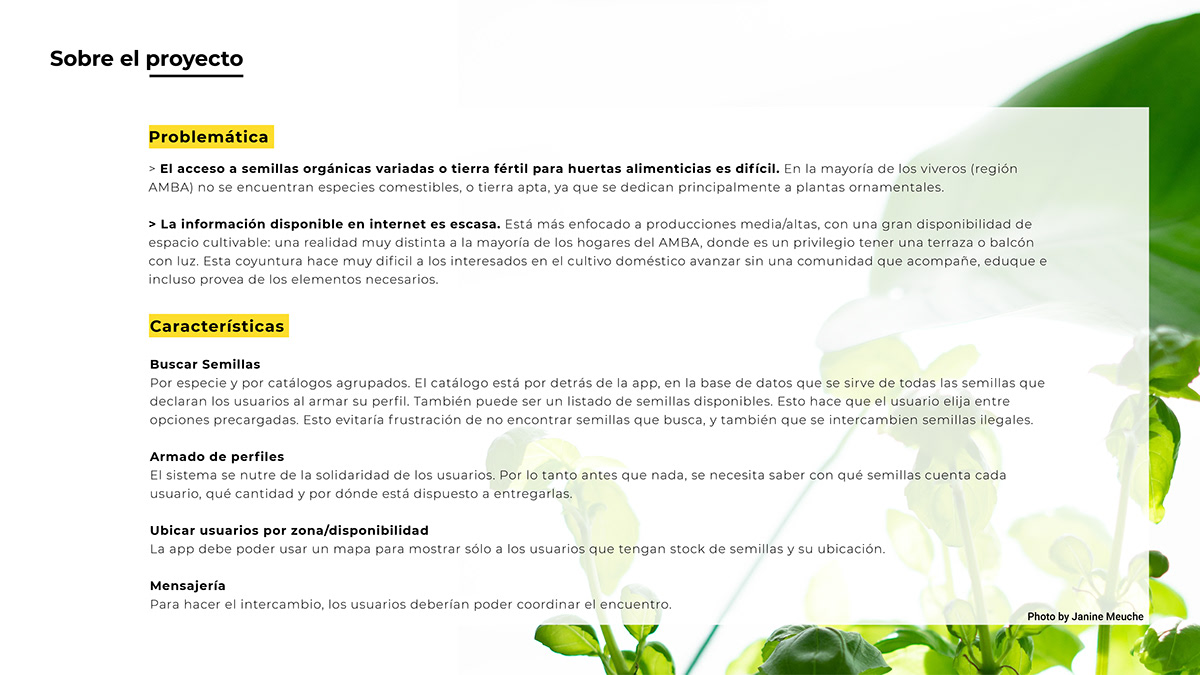 Sobre el proyecto
Problemática
> El acceso a semillas orgánicas variadas o tierra fértil para huertas alimenticias es difícil. En la mayoría de los viveros (región
AMBA) no se encuentran especies comestibles, o tierra apta, ya que se dedican principalmente a plantas ornamentales.
> La información disponible en internet es escasa. Está más enfocado a producciones media/altas, con una gran disponibilidad de
espacio cultivable: una realidad muy distinta a la mayoría de los hogares del AMBA, donde es un privilegio tener una terraza o balcón
con luz. Esta coyuntura hace muy dificil a los interesados en el cultivo doméstico avanzar sin una comunidad que acompañe, eduque e
incluso provea de los elementos necesarios.
Características
Buscar Semillas
Por especie y por catálogos agrupados. El catálogo está por detrás de la app, en la base de datos que se sirve de todas las semillas que
declaran los usuarios al armar su perfil. También puede ser un listado de semillas disponibles. Esto hace que el usuario elija entre
opciones precargadas. Esto evitaría frustración de no encontrar semillas que busca, y también que se intercambien semillas ilegales.
Armado de perfiles
El sistema se nutre de la solidaridad de los usuarios. Por lo tanto antes que nada, se necesita saber con qué semillas cuenta cada
usuario, qué cantidad y por dónde está dispuesto a entregarlas.
Ubicar usuarios por zona/disponibilidad
La app debe poder usar un mapa para mostrar sólo a los usuarios que tengan stock de semillas y su ubicación.
Mensajería
Para hacer el intercambio, los usuarios deberían poder coordinar el encuentro.
Photo by Janine Meuche